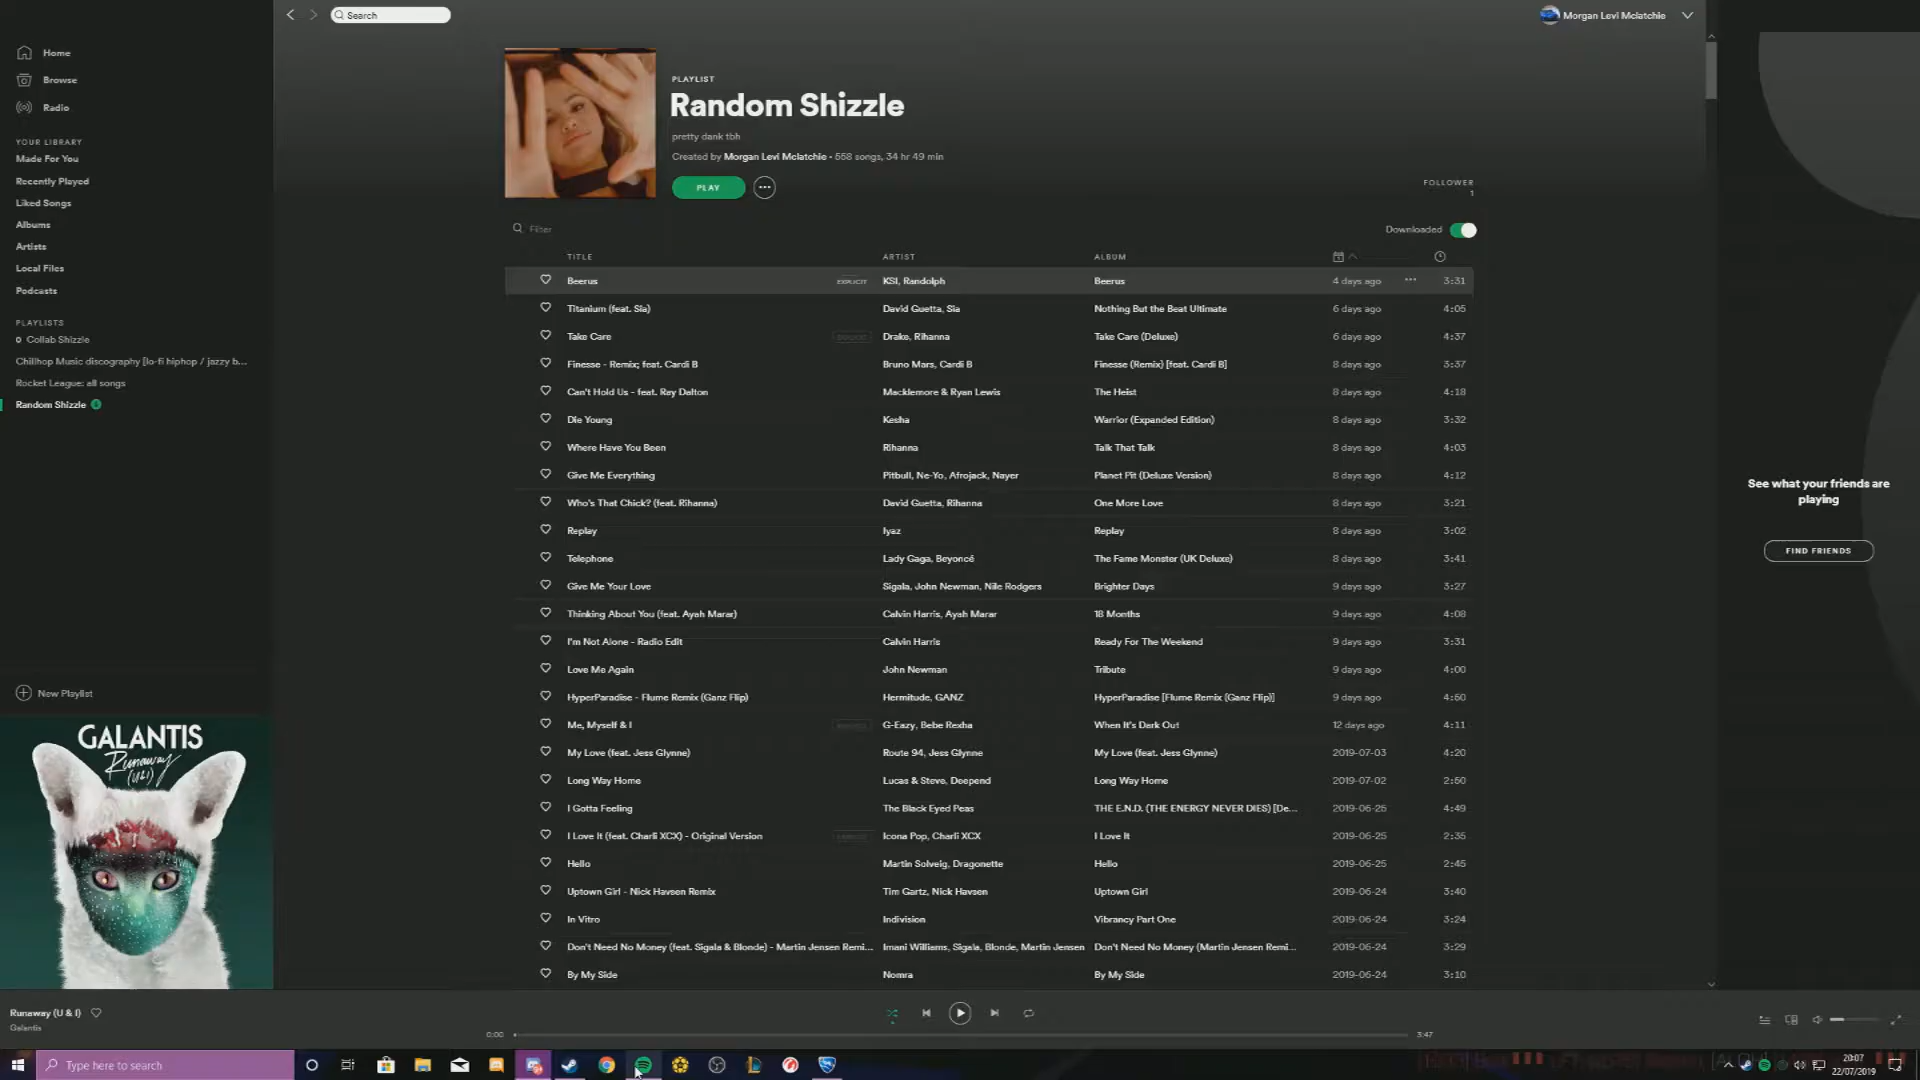 Search
Morgan Levi Mclatchie
Home
Browse
Radio
YOUR LIBRARY
Made For You
Recently Played
Liked Songs
Albums
Artists
Local Files
Podcasts
PLAYLISTS
Collab Shizzle
Chillhop Music discography [lo-fi hiphop / jazzy b...
Rocket League: all songs
Random Shizzle
New Playlist
GALANTIS
Runaway
(U&I)
PLAYLIST
Random Shizzle
pretty dank tbh
Created by Morgan Levi Mclatchie • 558 songs, 34 hr 49 min
PLAY
FOLLOWER
1
Filter
Downloaded
TITLE ARTIST ALBUM
Beerus EXPLICIT KSI, Randolph Beerus 4 days ago 3:31
Titanium (feat. Sia) David Guetta, Sia Nothing But the Beat Ultimate 6 days ago 4:05
Take Care EXPLICIT Drake, Rihanna Take Care (Deluxe) 6 days ago 4:37
Finesse - Remix; feat. Cardi B Bruno Mars, Cardi B Finesse (Remix) [feat. Cardi B] 8 days ago 3:37
Can't Hold Us - feat. Ray Dalton Macklemore & Ryan Lewis The Heist 8 days ago 4:18
Die Young Kesha Warrior (Expanded Edition) 8 days ago 3:32
Where Have You Been Rihanna Talk That Talk 8 days ago 4:03
Give Me Everything Pitbull, Ne-Yo, Afrojack, Nayer Planet Pit (Deluxe Version) 8 days ago 4:12
Who's That Chick? (feat. Rihanna) David Guetta, Rihanna One More Love 8 days ago 3:21
Replay Iyaz Replay 8 days ago 3:02
Telephone Lady Gaga, Beyoncé The Fame Monster (UK Deluxe) 8 days ago 3:41
Give Me Your Love Sigala, John Newman, Nile Rodgers Brighter Days 9 days ago 3:27
Thinking About You (feat. Ayah Marar) Calvin Harris, Ayah Marar 18 Months 9 days ago 4:08
I'm Not Alone - Radio Edit Calvin Harris Ready For The Weekend 9 days ago 3:31
Love Me Again John Newman Tribute 9 days ago 4:00
HyperParadise - Flume Remix (Ganz Flip) Hermitude, GANZ HyperParadise [Flume Remix (Ganz Flip)] 9 days ago 4:50
Me, Myself & I EXPLICIT G-Eazy, Bebe Rexha When It's Dark Out 12 days ago 4:11
My Love (feat. Jess Glynne) Route 94, Jess Glynne My Love (feat. Jess Glynne) 2019-07-03 4:20
Long Way Home Lucas & Steve, Deepend Long Way Home 2019-07-02 2:50
I Gotta Feeling The Black Eyed Peas THE E.N.D. (THE ENERGY NEVER DIES) [De... 2019-06-25 4:49
I Love It (feat. Charli XCX) - Original Version EXPLICIT Icona Pop, Charli XCX I Love It 2019-06-25 2:35
Hello Martin Solveig, Dragonette Hello 2019-06-25 2:45
Uptown Girl - Nick Havsen Remix Tim Gartz, Nick Havsen Uptown Girl 2019-06-24 3:40
In Vitro Indivision Vibrancy Part One 2019-06-24 3:24
Don't Need No Money (feat. Sigala & Blonde) - Martin Jensen Remi... Imani Williams, Sigala, Blonde, Martin Jensen Don't Need No Money (Martin Jensen Remi... 2019-06-24 3:29
By My Side Nomra By My Side 2019-06-24 3:10
See what your friends are
playing
FIND FRIENDS
Runaway (U & I)
Galantis
0:00
3:47
Type here to search
20:07
22/07/2019